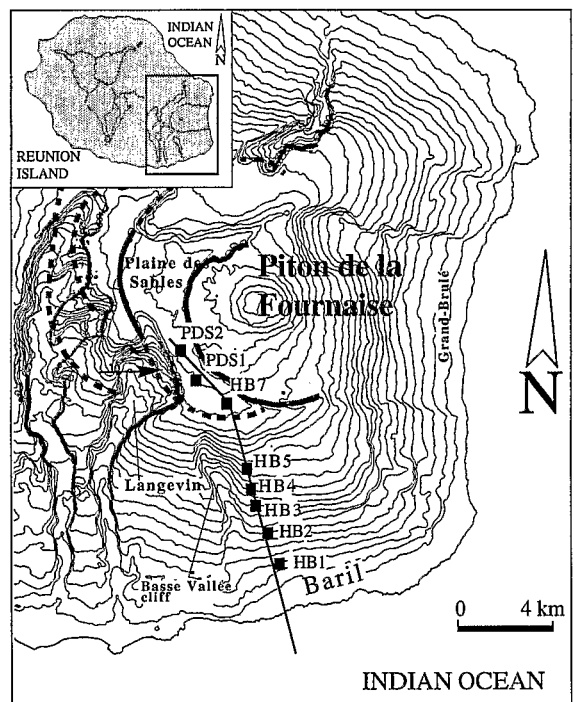 INDIAN
OCEAN
N
REUNION
ISLAND
Plaine des
Sables
Piton de la
Fournaise
Grand-Brulé
PDS2
PDS1
HB7
N
HB5
Langevin
HB4
HB3
HB2
Basse Vallée
cliff
HB1
Baril
0 4 km
INDIAN OCEAN